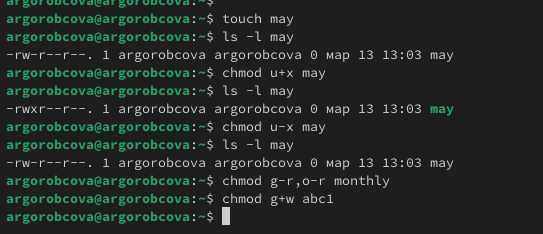 argorobcova@argorobcova:~$
argorobcova@argorobcova:~$ touch may
argorobcova@argorobcova:~$ ls -l may
-rw-r--r--. 1 argorobcova argorobcova 0 мар 13 13:03 may
argorobcova@argorobcova:~$ chmod u+x may
argorobcova@argorobcova:~$ ls -l may
-rwxr--r--. 1 argorobcova argorobcova 0 мар 13 13:03 may
argorobcova@argorobcova:~$ chmod u-x may
argorobcova@argorobcova:~$ ls -l may
-rw-r--r--. 1 argorobcova argorobcova 0 мар 13 13:03 may
argorobcova@argorobcova:~$ chmod g-r,o-r monthly
argorobcova@argorobcova:~$ chmod g+w abc1
argorobcova@argorobcova:~$